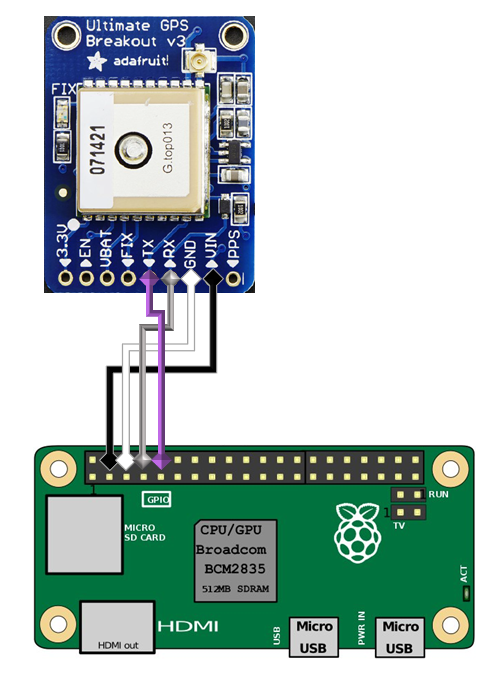 Ultimate GPS
Breakout v3
adafruit!
FIX
071421
G.top013
3.3V
EN
VBAT
FIX
TX
RX
GND
VIN
PPS
1
GPIO
MICRO
SD CARD
CPU/GPU
Broadcom
BCM2835
512MB SDRAM
1
RUN
1
TV
ACT
HDMI
HDMI out
USB
Micro
USB
PWR IN
Micro
USB